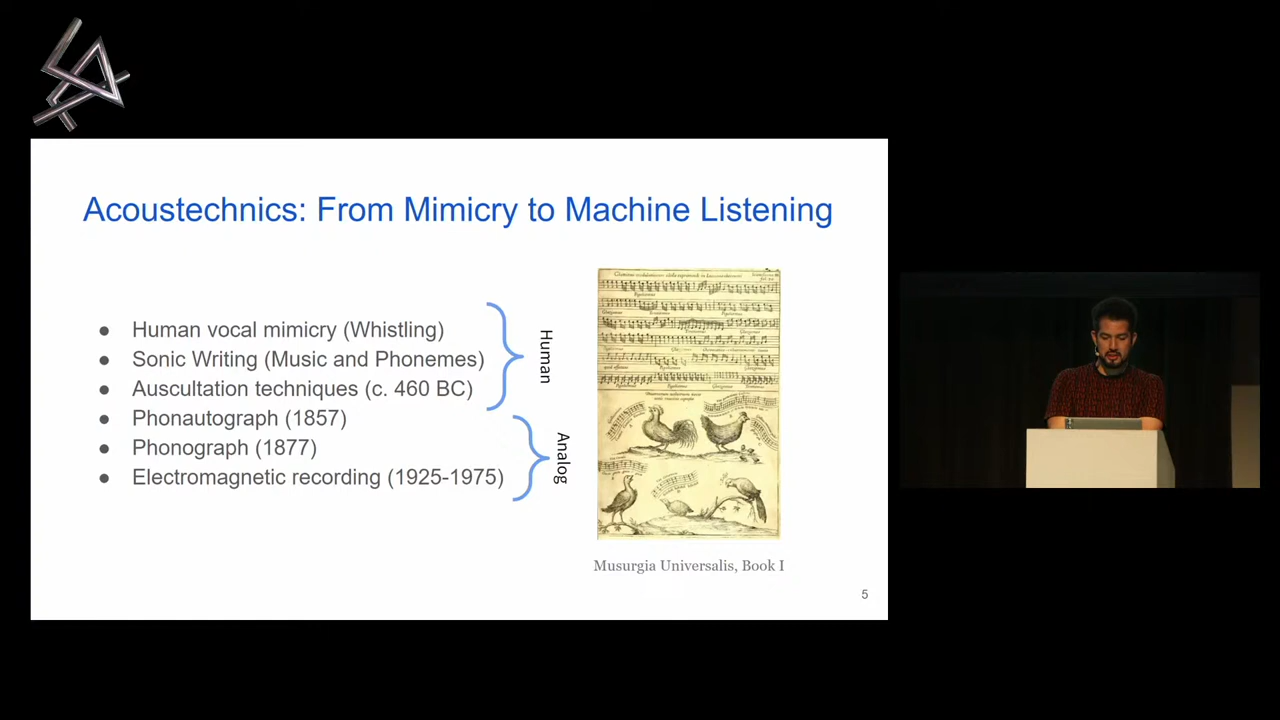 Acoustechnics: From Mimicry to Machine Listening
● Human vocal mimicry (Whistling)
● Sonic Writing (Music and Phonemes)
● Auscultation techniques (c. 460 BC)
● Phonautograph (1857)
● Phonograph (1877)
● Electromagnetic recording (1925-1975)
Human
Analog
Musurgia Universalis, Book I
5